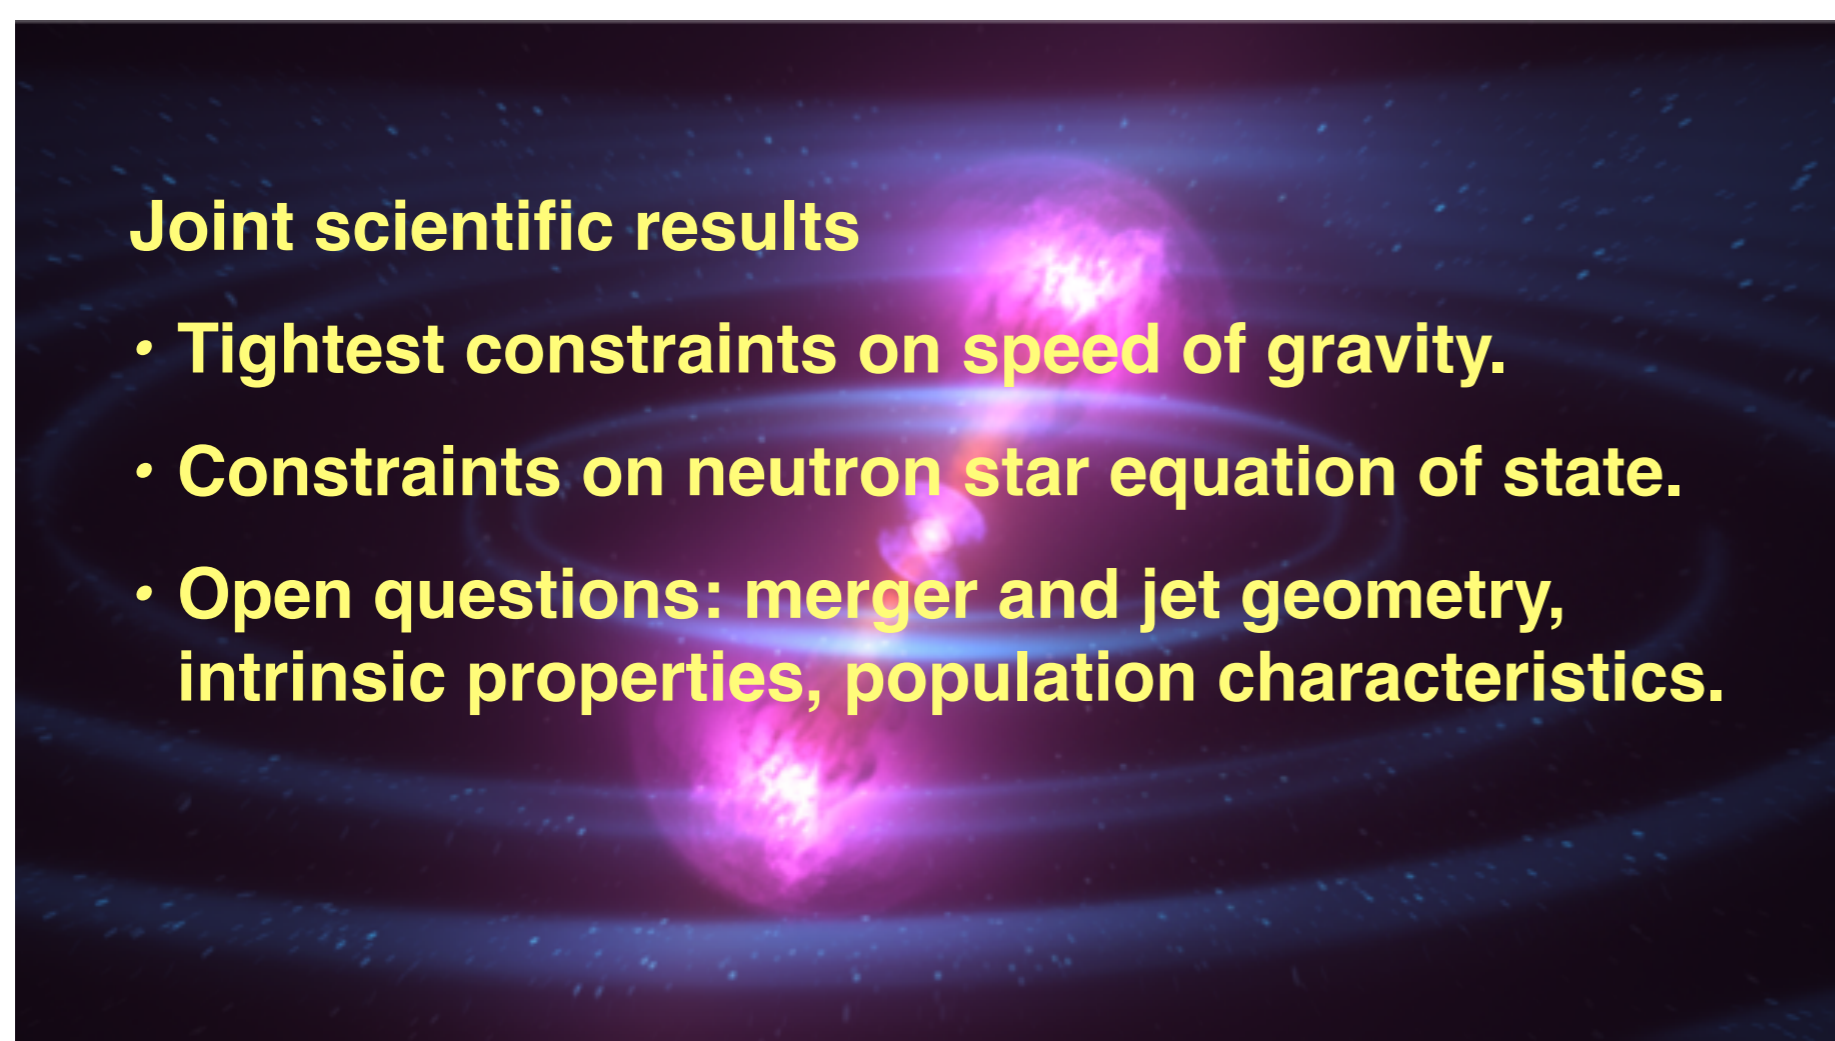 Joint scientific results
• Tightest constraints on speed of gravity.
• Constraints on neutron star equation of state.
• Open questions: merger and jet geometry,
intrinsic properties, population characteristics.